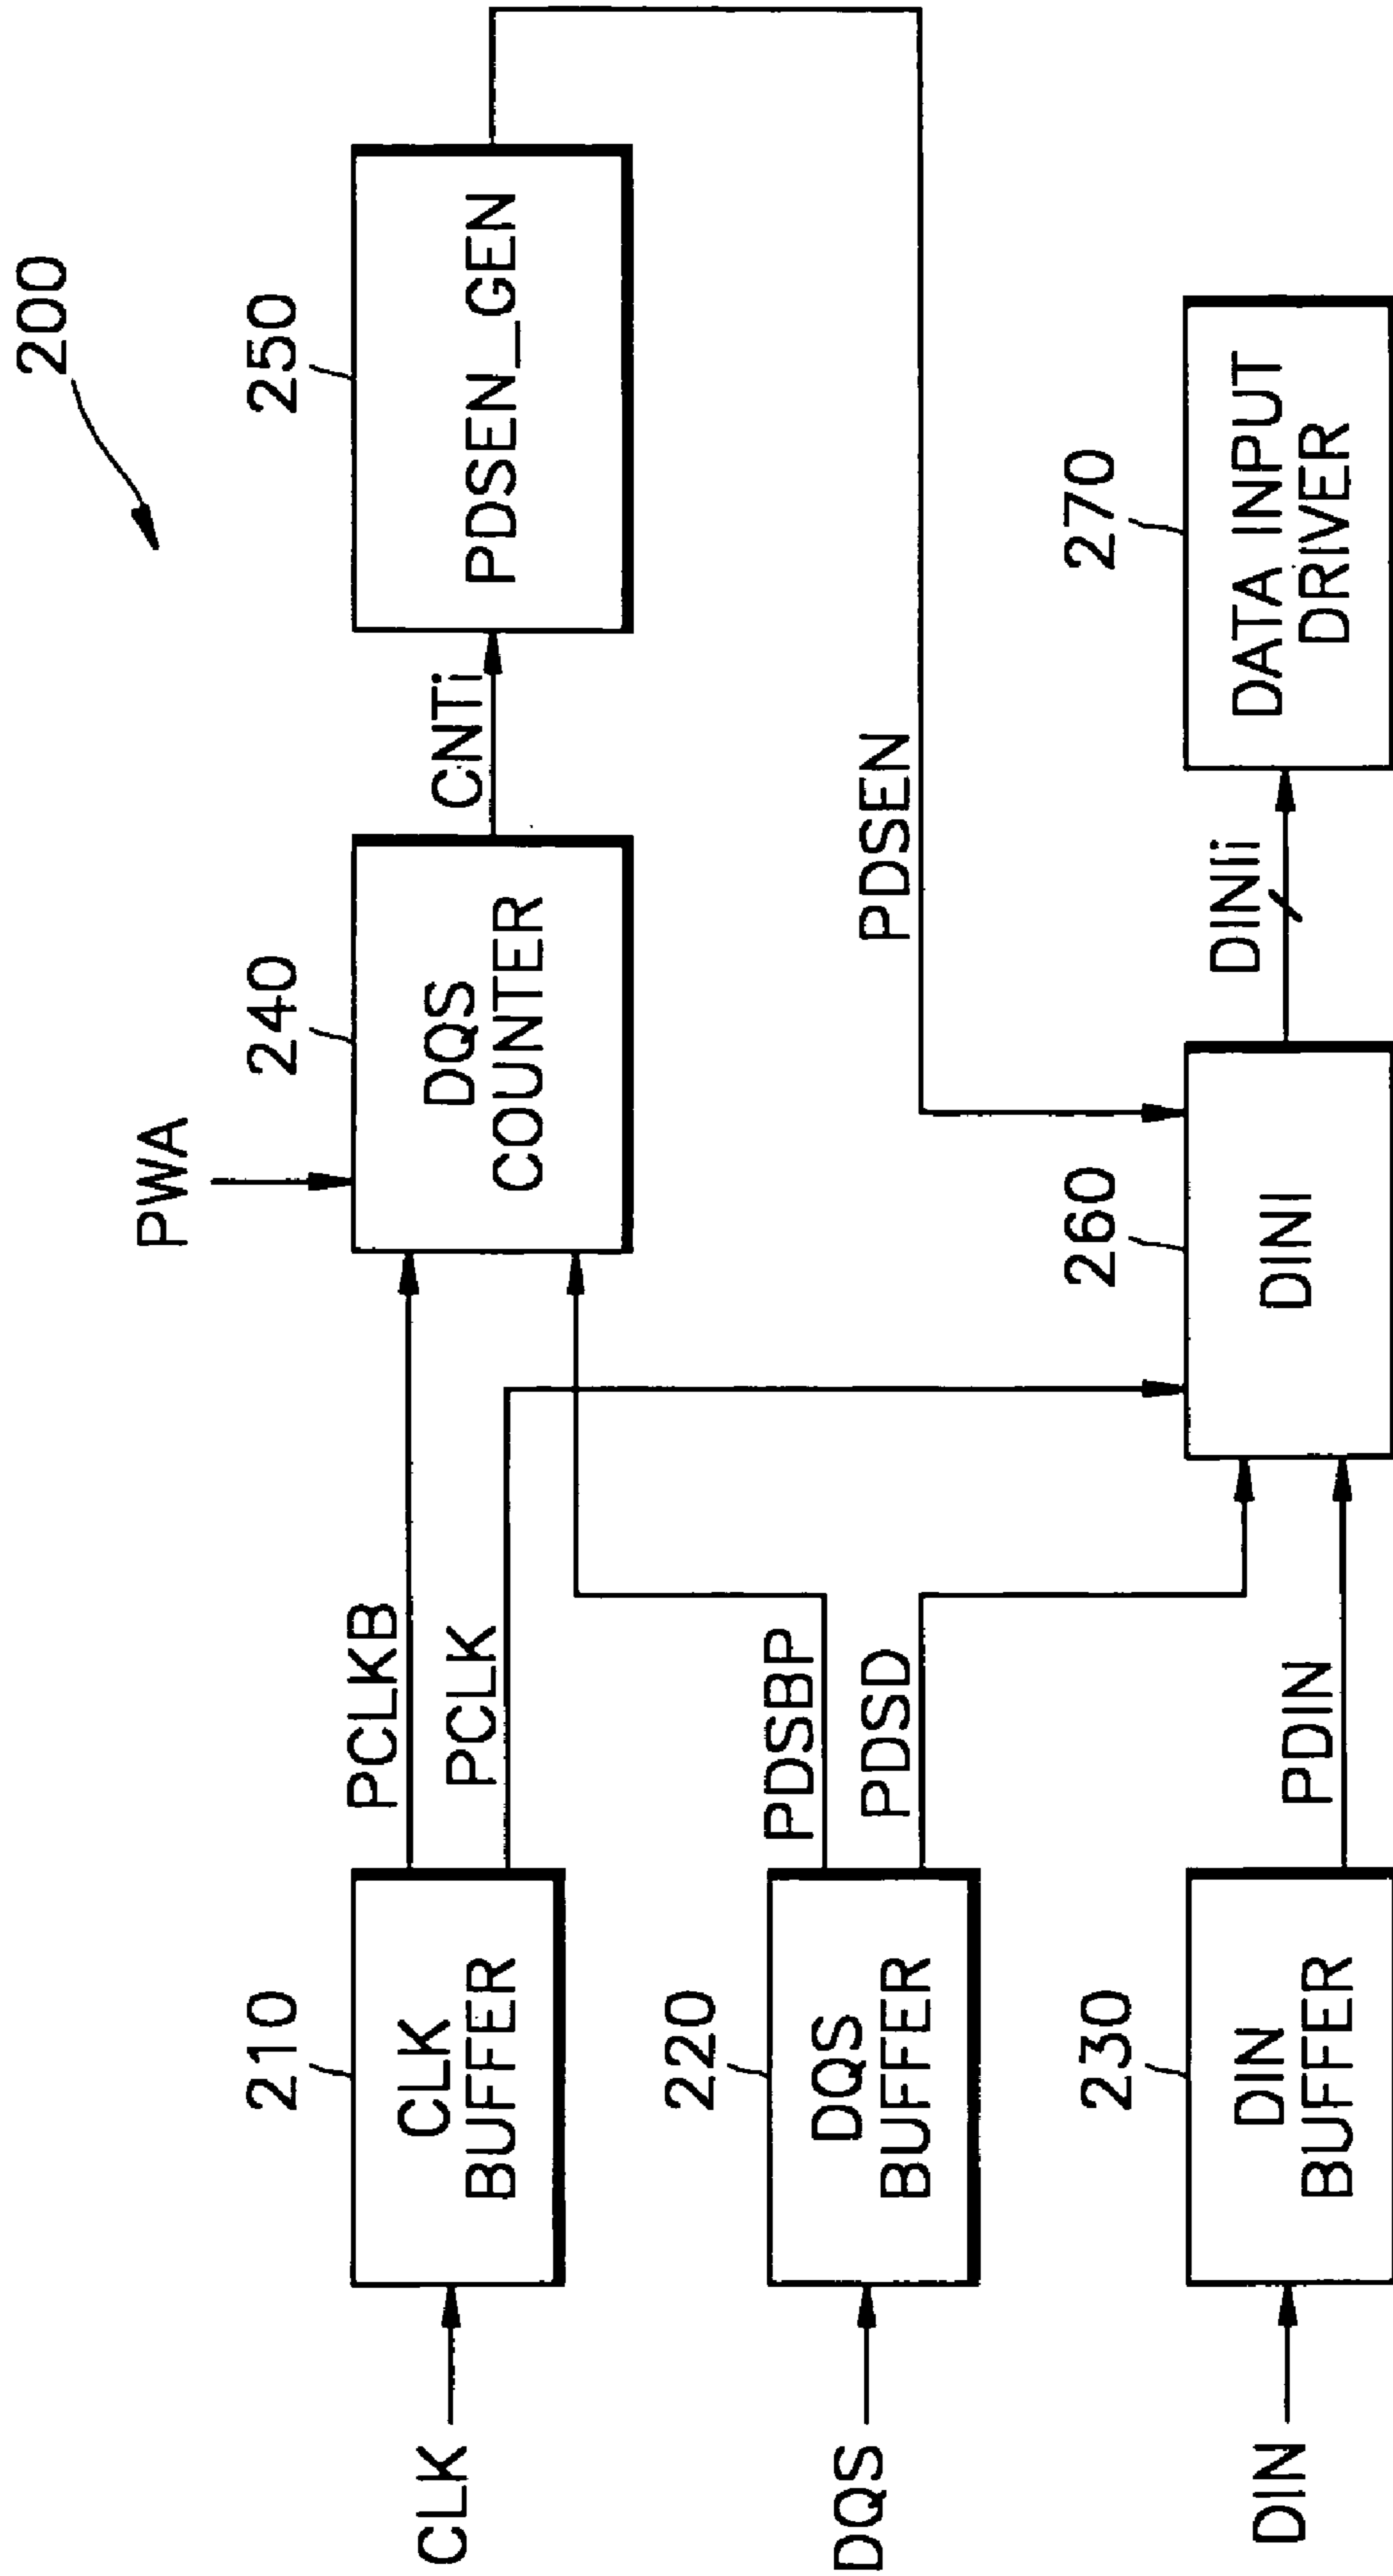 200
CLK
210
CLK
BUFFER
PCLKB
PCLK
PWA
240
DQS
COUNTER
CNTi
250
PDSEN_GEN
DQS
220
DQS
BUFFER
PDSBP
PDSD
PDSEN
DIN
230
DIN
BUFFER
PDIN
260
DINI
DINIi
270
DATA INPUT
DRIVER